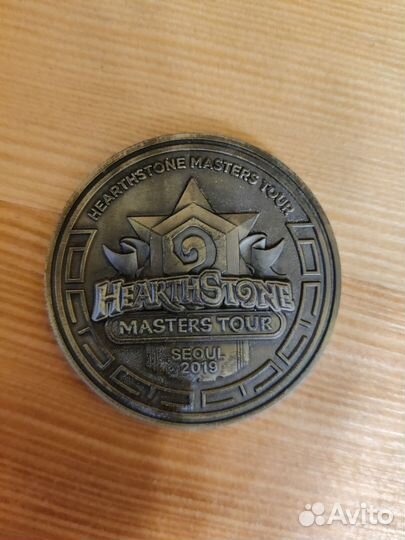 HEARTHSTONE MASTERS TOUR
HEARTHSTONE
MASTERS TOUR
SEOUL
2019
Avito